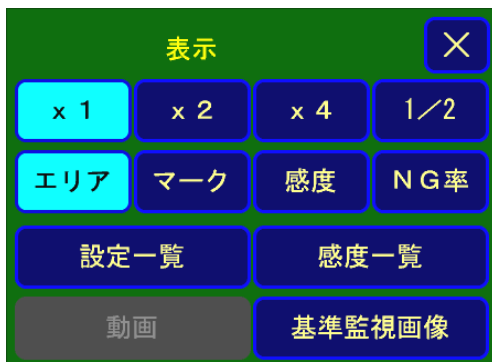 表示 ×
x 1 x 2 x 4 1／2
エリア マーク 感度 ＮＧ率
設定一覧 感度一覧
動画 基準監視画像